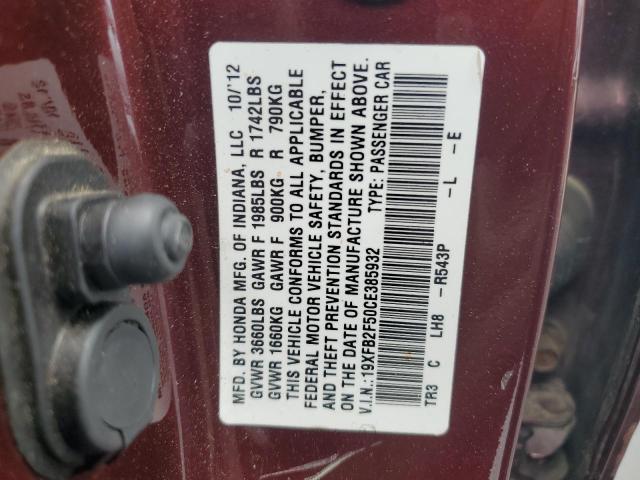 MFD. BY HONDA MFG. OF INDIANA, LLC 10/'12
GVWR 3660LBS GAWR F 1985LBS R 1742LBS
GVWR 1660KG GAWR F 900KG R 790KG
THIS VEHICLE CONFORMS TO ALL APPLICABLE
FEDERAL MOTOR VEHICLE SAFETY, BUMPER,
AND THEFT PREVENTION STANDARDS IN EFFECT
ON THE DATE OF MANUFACTURE SHOWN ABOVE.
V.I.N.:19XFB2F50CE385932 TYPE: PASSENGER CAR
TR3 C LH8 -R543P -L -E